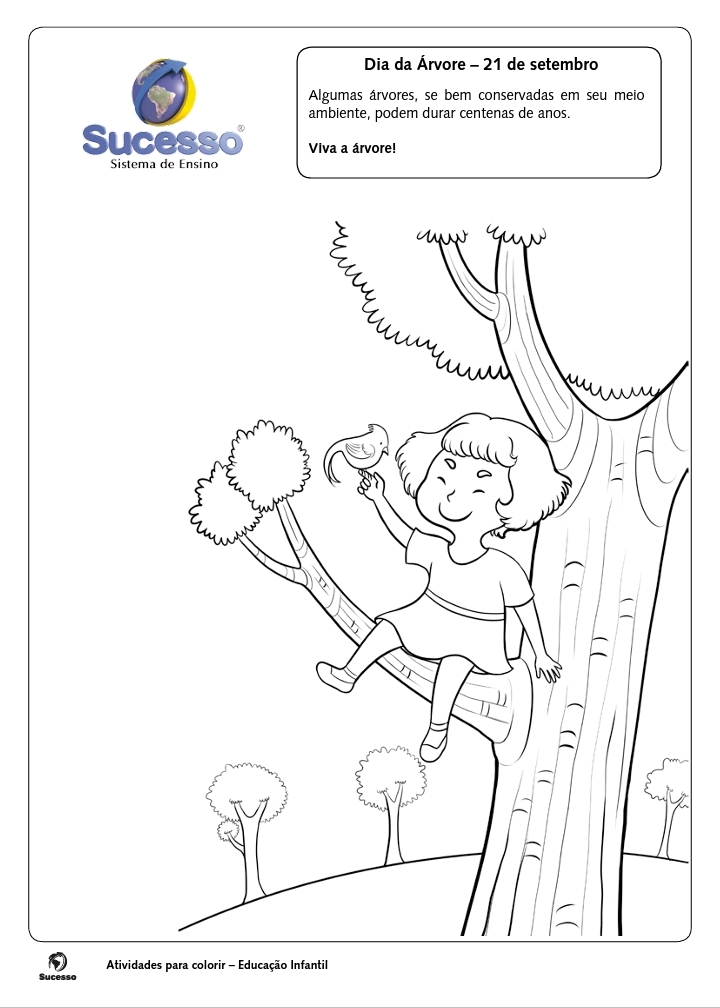 Sucesso®
Sistema de Ensino
Dia da Árvore – 21 de setembro
Algumas árvores, se bem conservadas em seu meio
ambiente, podem durar centenas de anos.
Viva a árvore!
Sucesso
Atividades para colorir – Educação Infantil